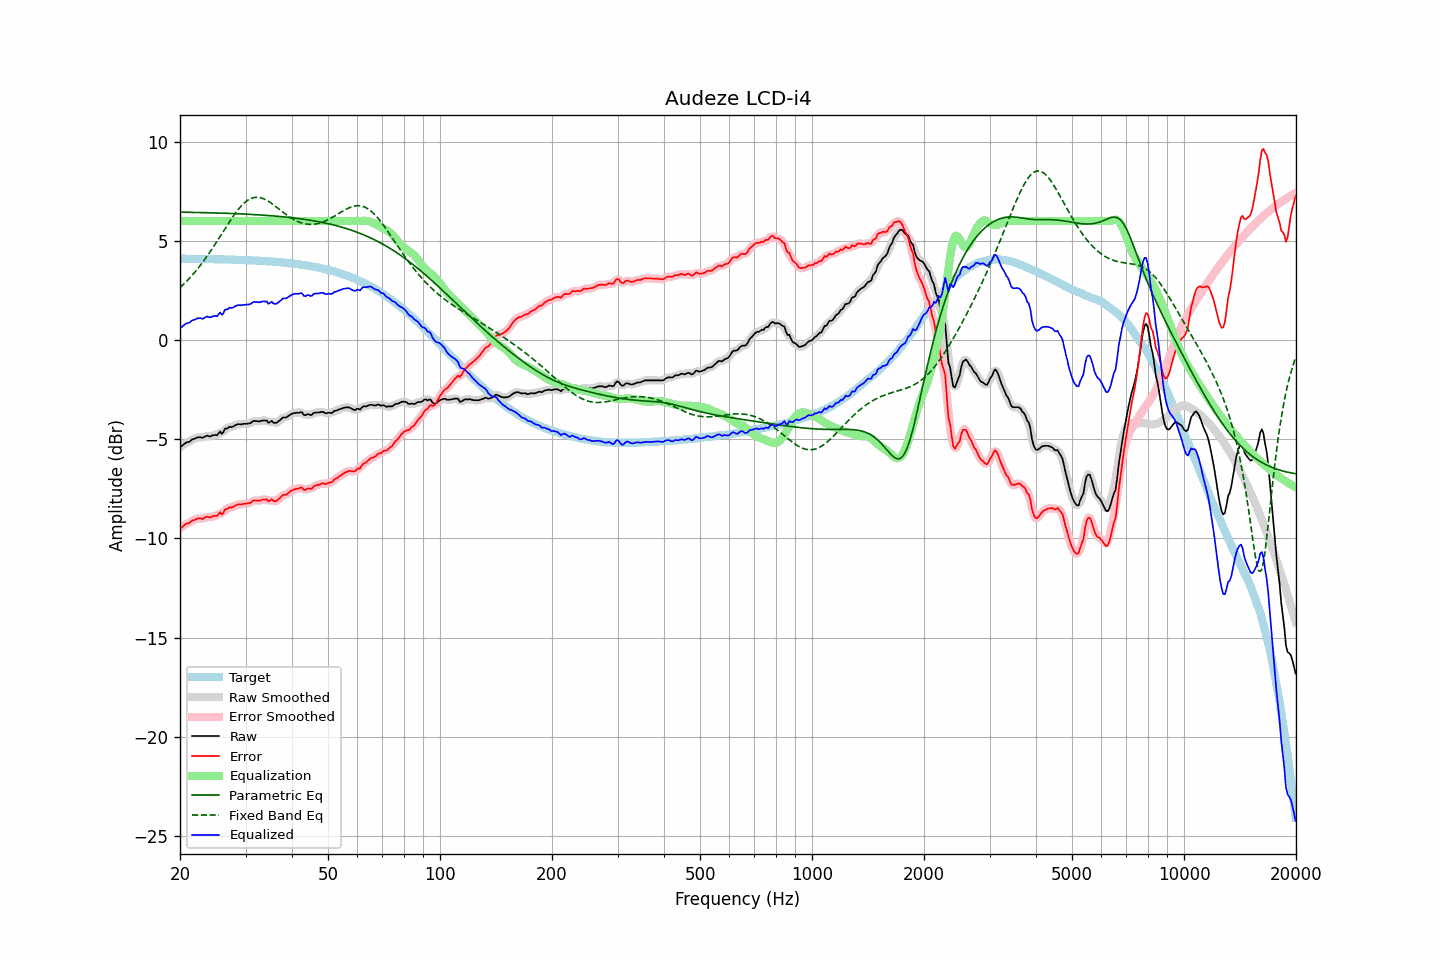 Audeze LCD-i4
Amplitude (dBr)
10
5
0
−5
−10
−15
−20
−25
Target
Raw Smoothed
Error Smoothed
Raw
Error
Equalization
Parametric Eq
Fixed Band Eq
Equalized
20 50 100 200 500 1000 2000 5000 10000 20000
Frequency (Hz)